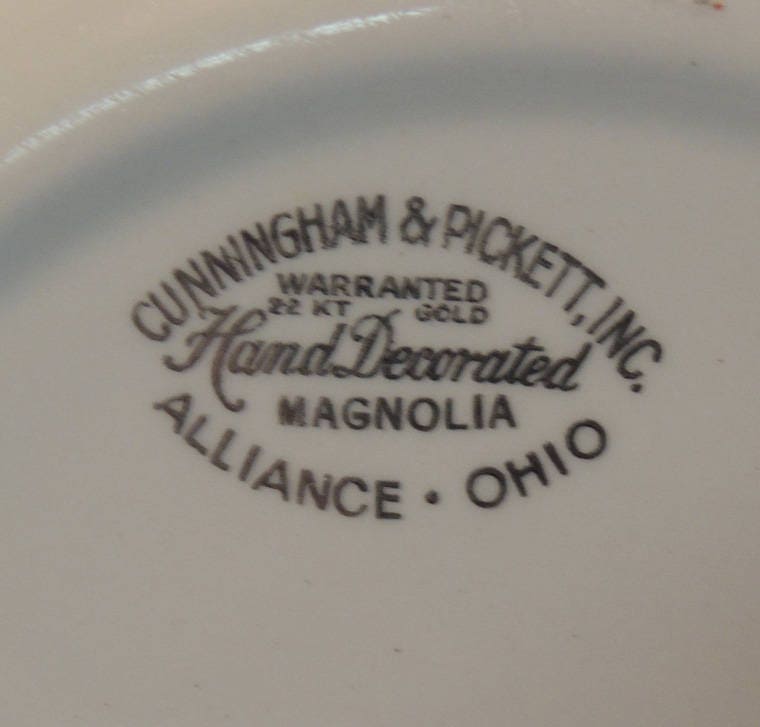 CUNNINGHAM & PICKETT, INC.
WARRANTED
22 KT GOLD
Hand Decorated
MAGNOLIA
ALLIANCE • OHIO